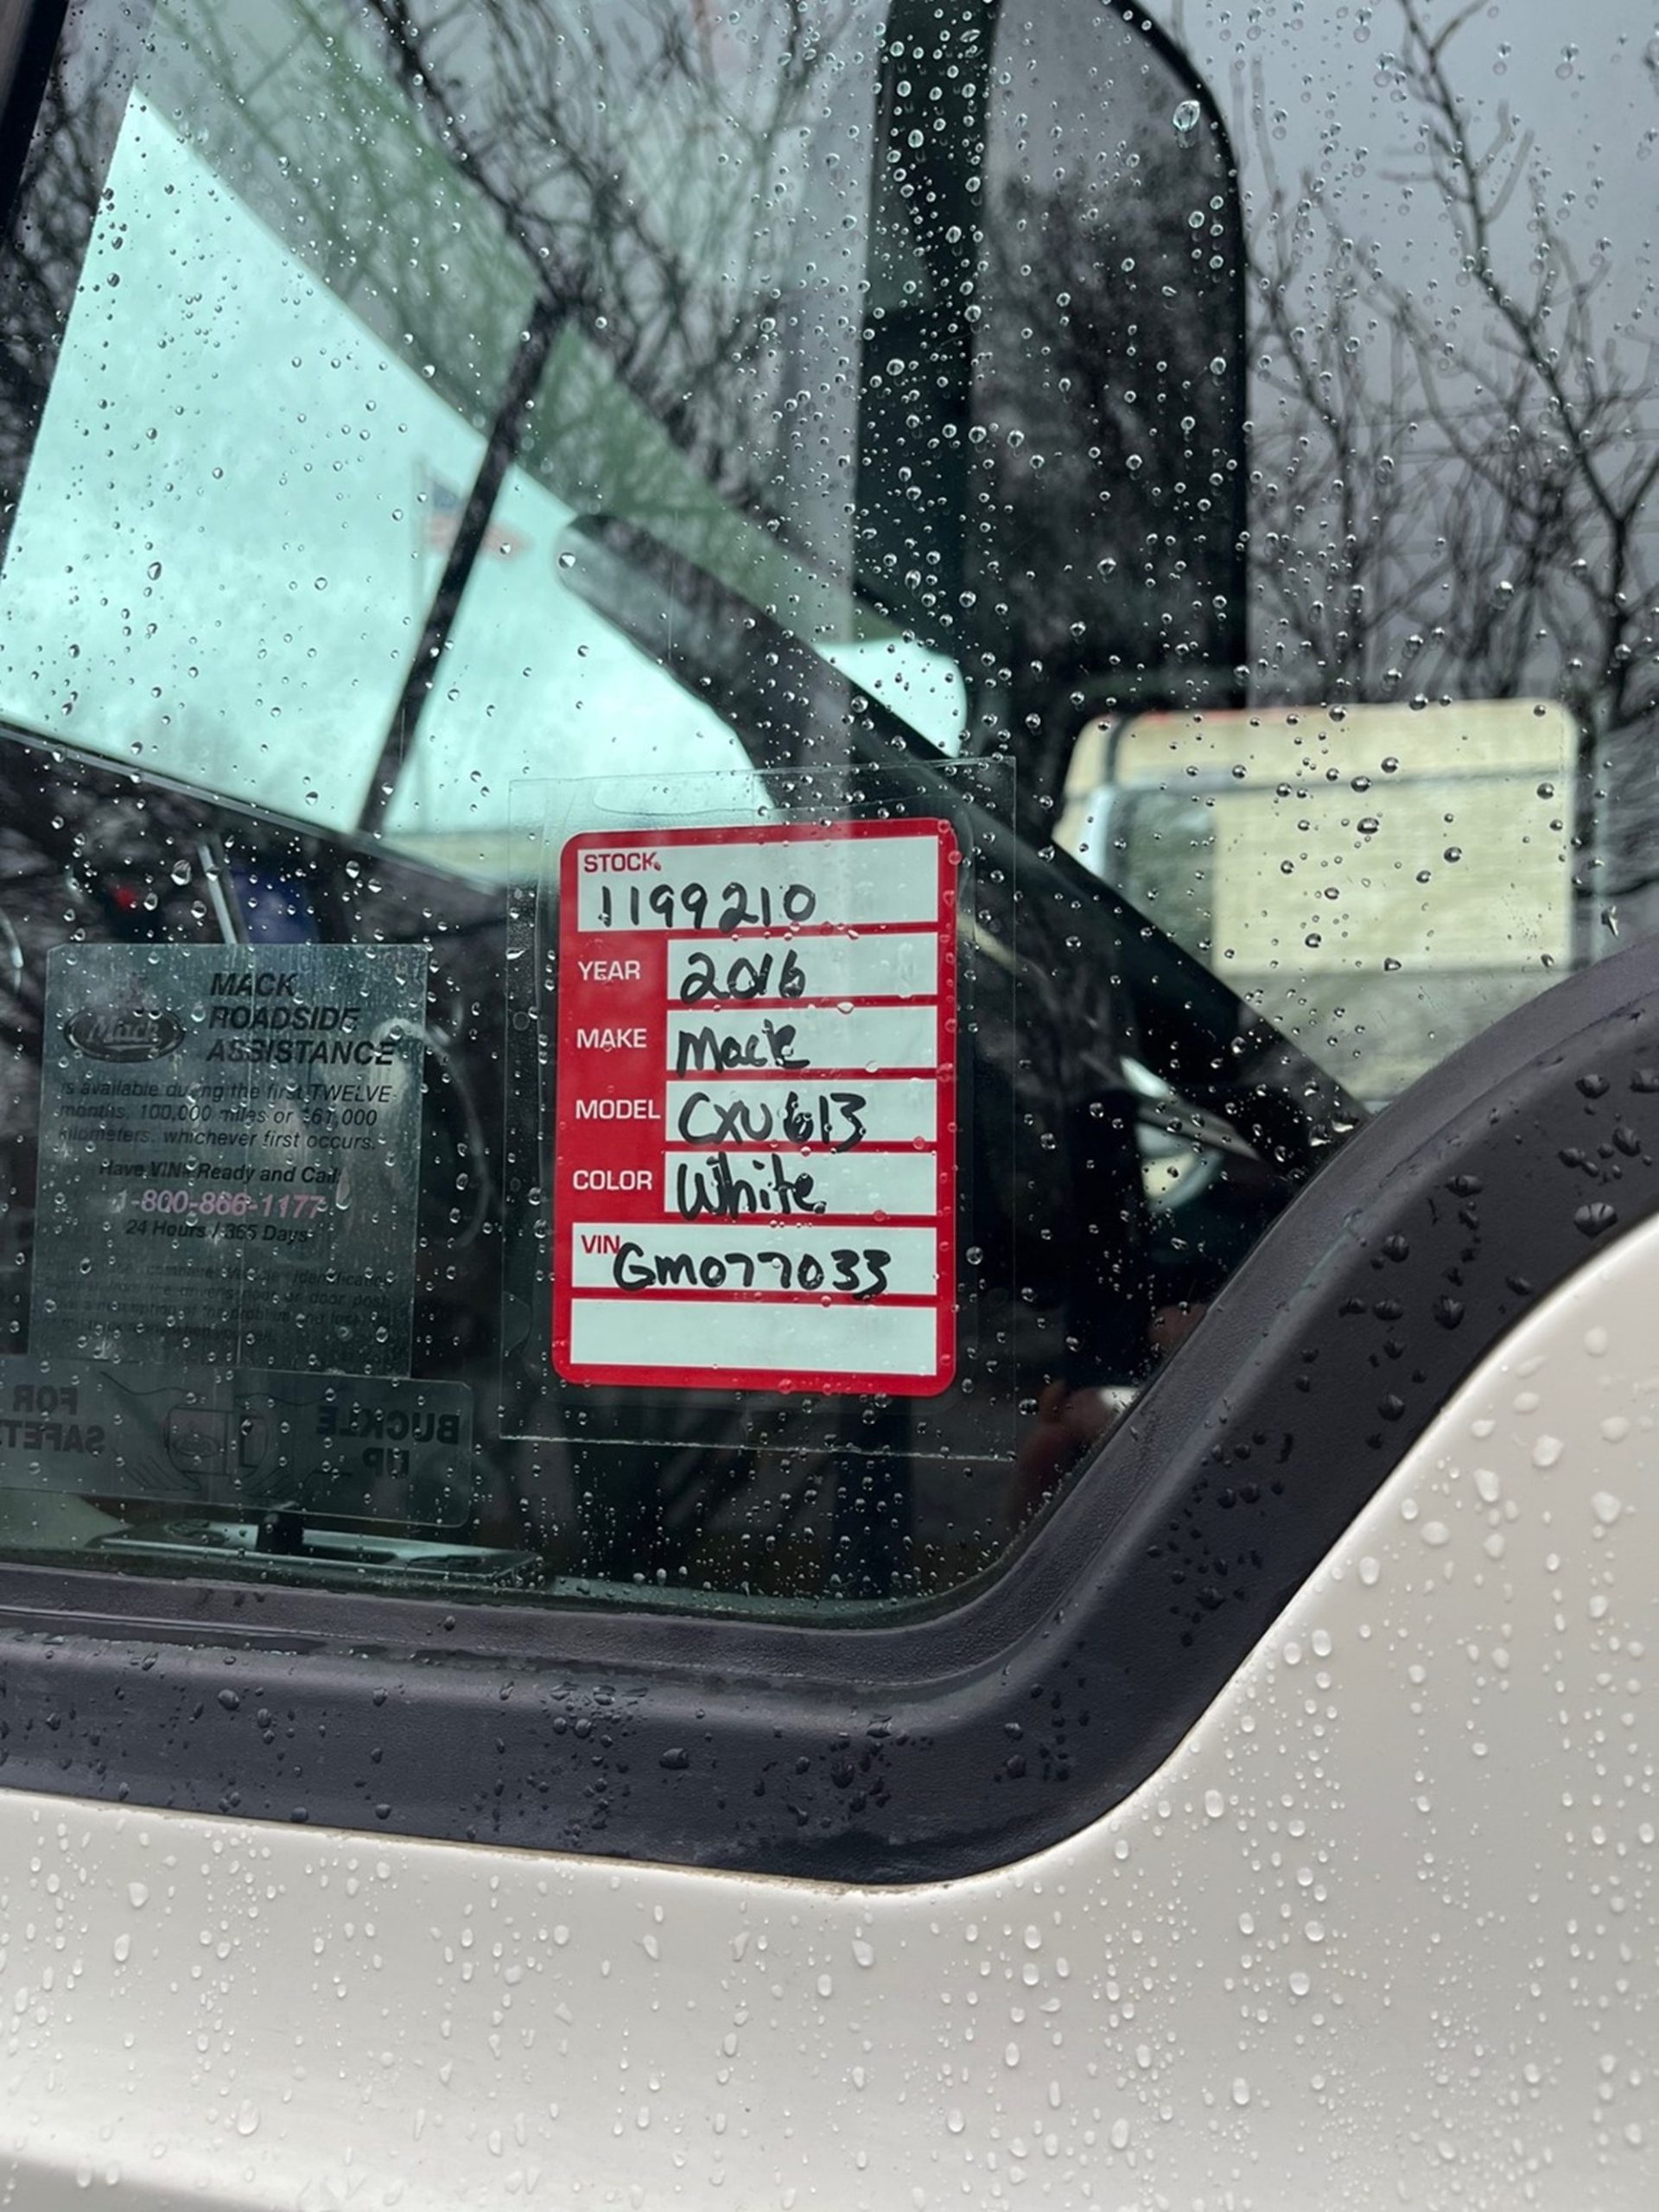 STOCK
1199210
YEAR 2016
MAKE Mack
MODEL CXU613
COLOR White
VIN GM077033
Mack
MACK
ROADSIDE
ASSISTANCE
is available during the first TWELVE
months, 100,000 miles or 161,000
kilometers, whichever first occurs.
Have VIN# Ready and Call:
1-800-866-1177
24 Hours / 365 Days
FOR
SAFETY
BUCKLE
UP